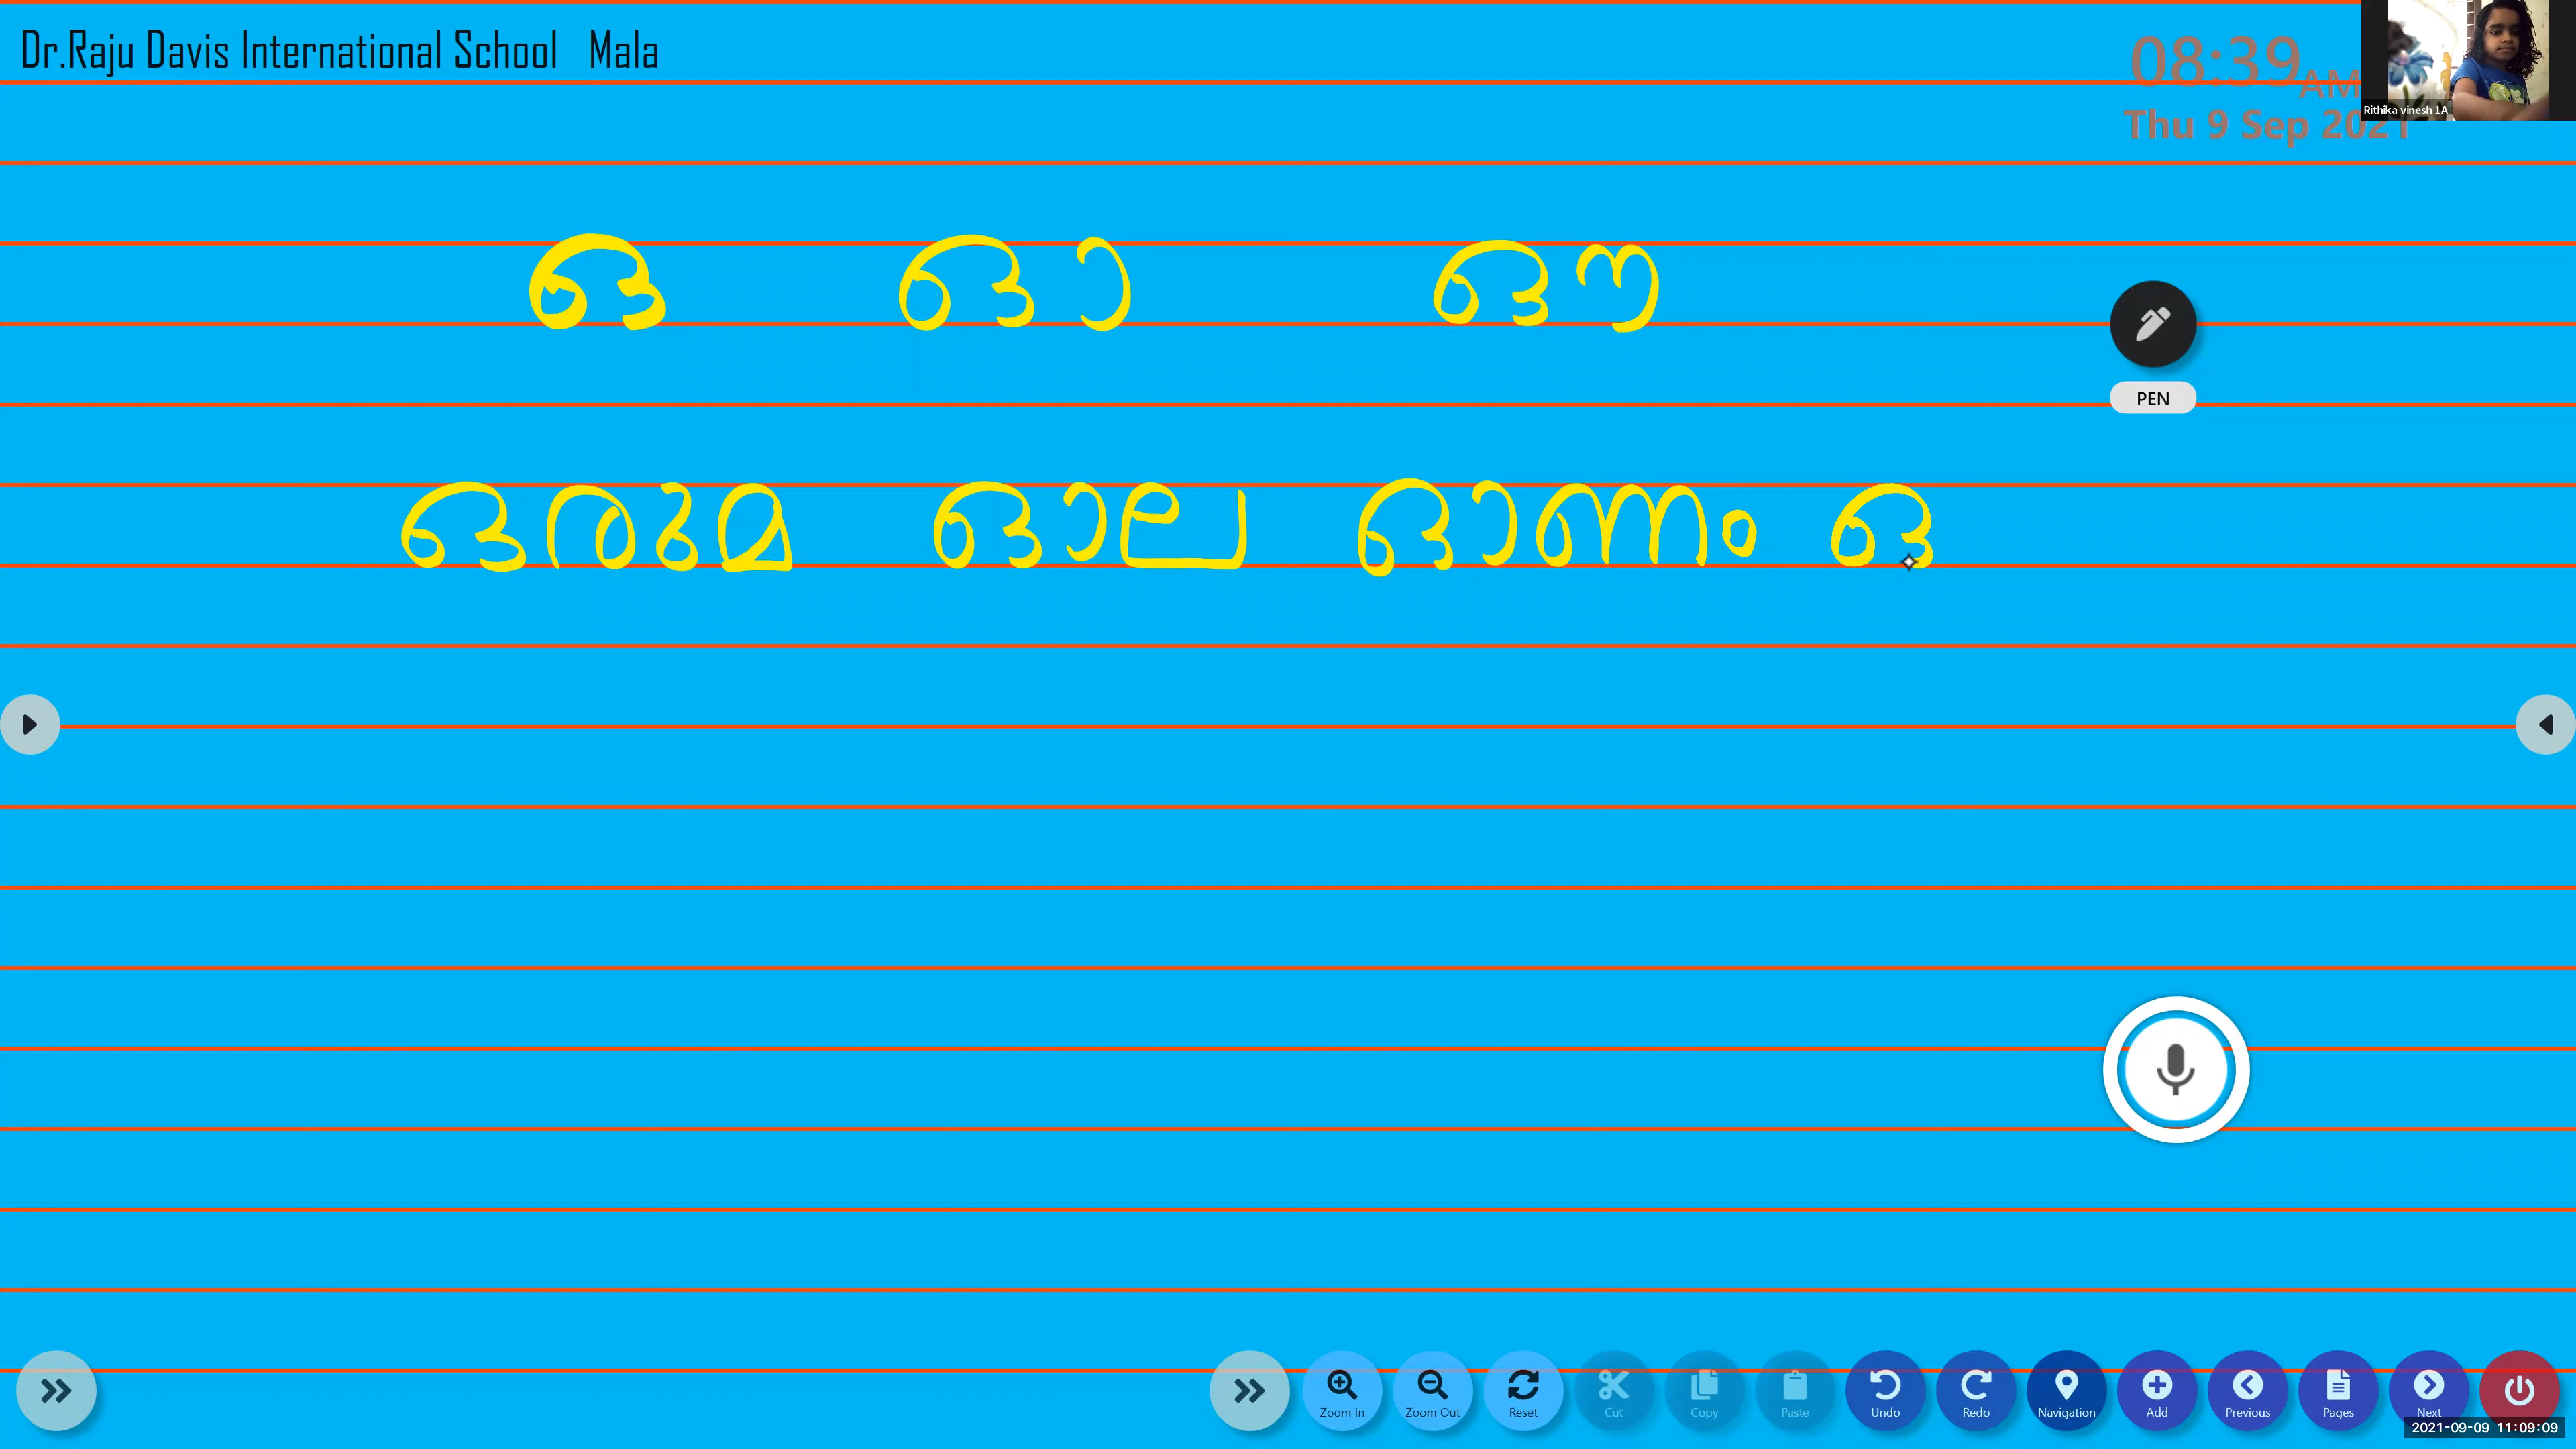 Dr.Raju Davis International School Mala
08:39 AM
Thu 9 Sep 2021
Rithika vinesh 1A
ഒ ഓ ഔ
PEN
ഒരുമ ഓല ഓണം ഒ
Zoom In Zoom Out Reset Cut Copy Paste Undo Redo Navigation Add Previous Pages Next
2021-09-09 11:09:09